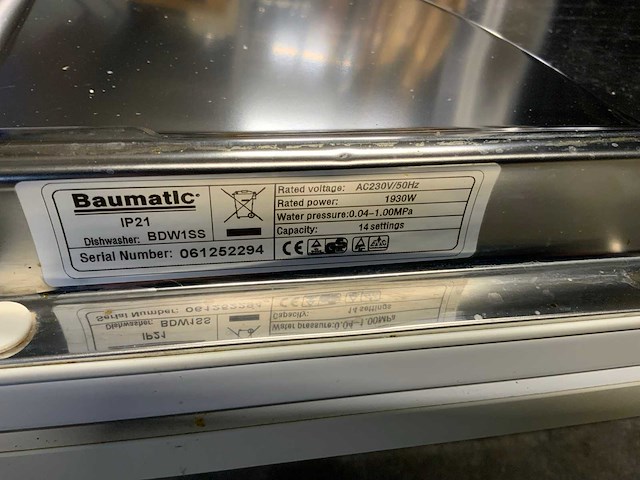 Baumatic
IP21
Dishwasher: BDW1SS
Serial Number: 061252294
Rated voltage: AC230V/50Hz
Rated power: 1930W
Water pressure:0.04-1.00MPa
Capacity: 14 settings
CE